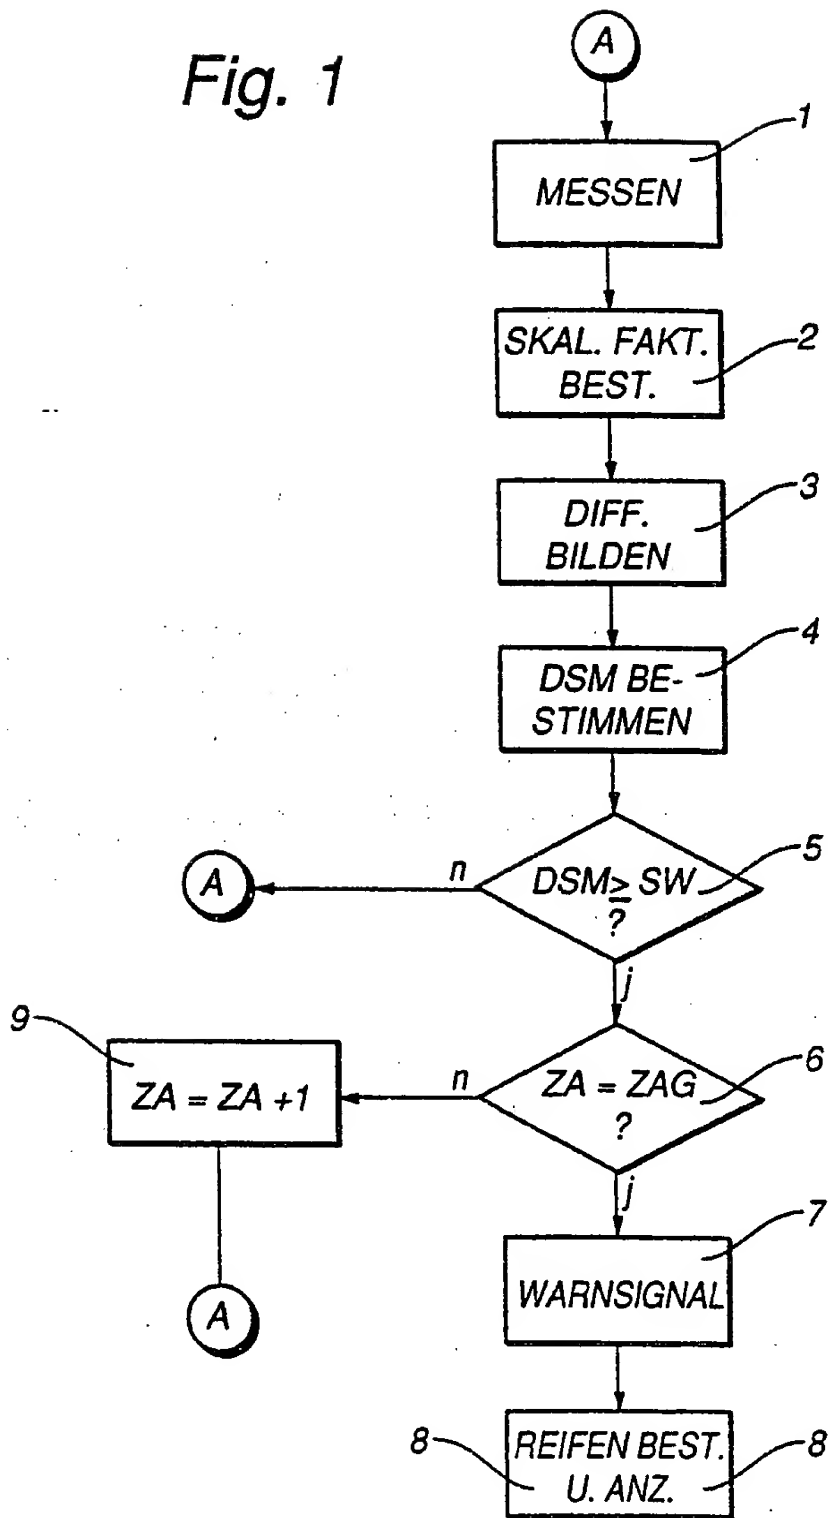 Fig. 1
A
1
MESSEN
SKAL. FAKT.
BEST.
2
DIFF.
BILDEN
3
4
DSM BE-
STIMMEN
5
DSM ≥ SW
?
n
A
j
9
ZA = ZA +1
n
ZA = ZAG
?
6
j
A
7
WARNSIGNAL
8
REIFEN BEST.
U. ANZ.
8